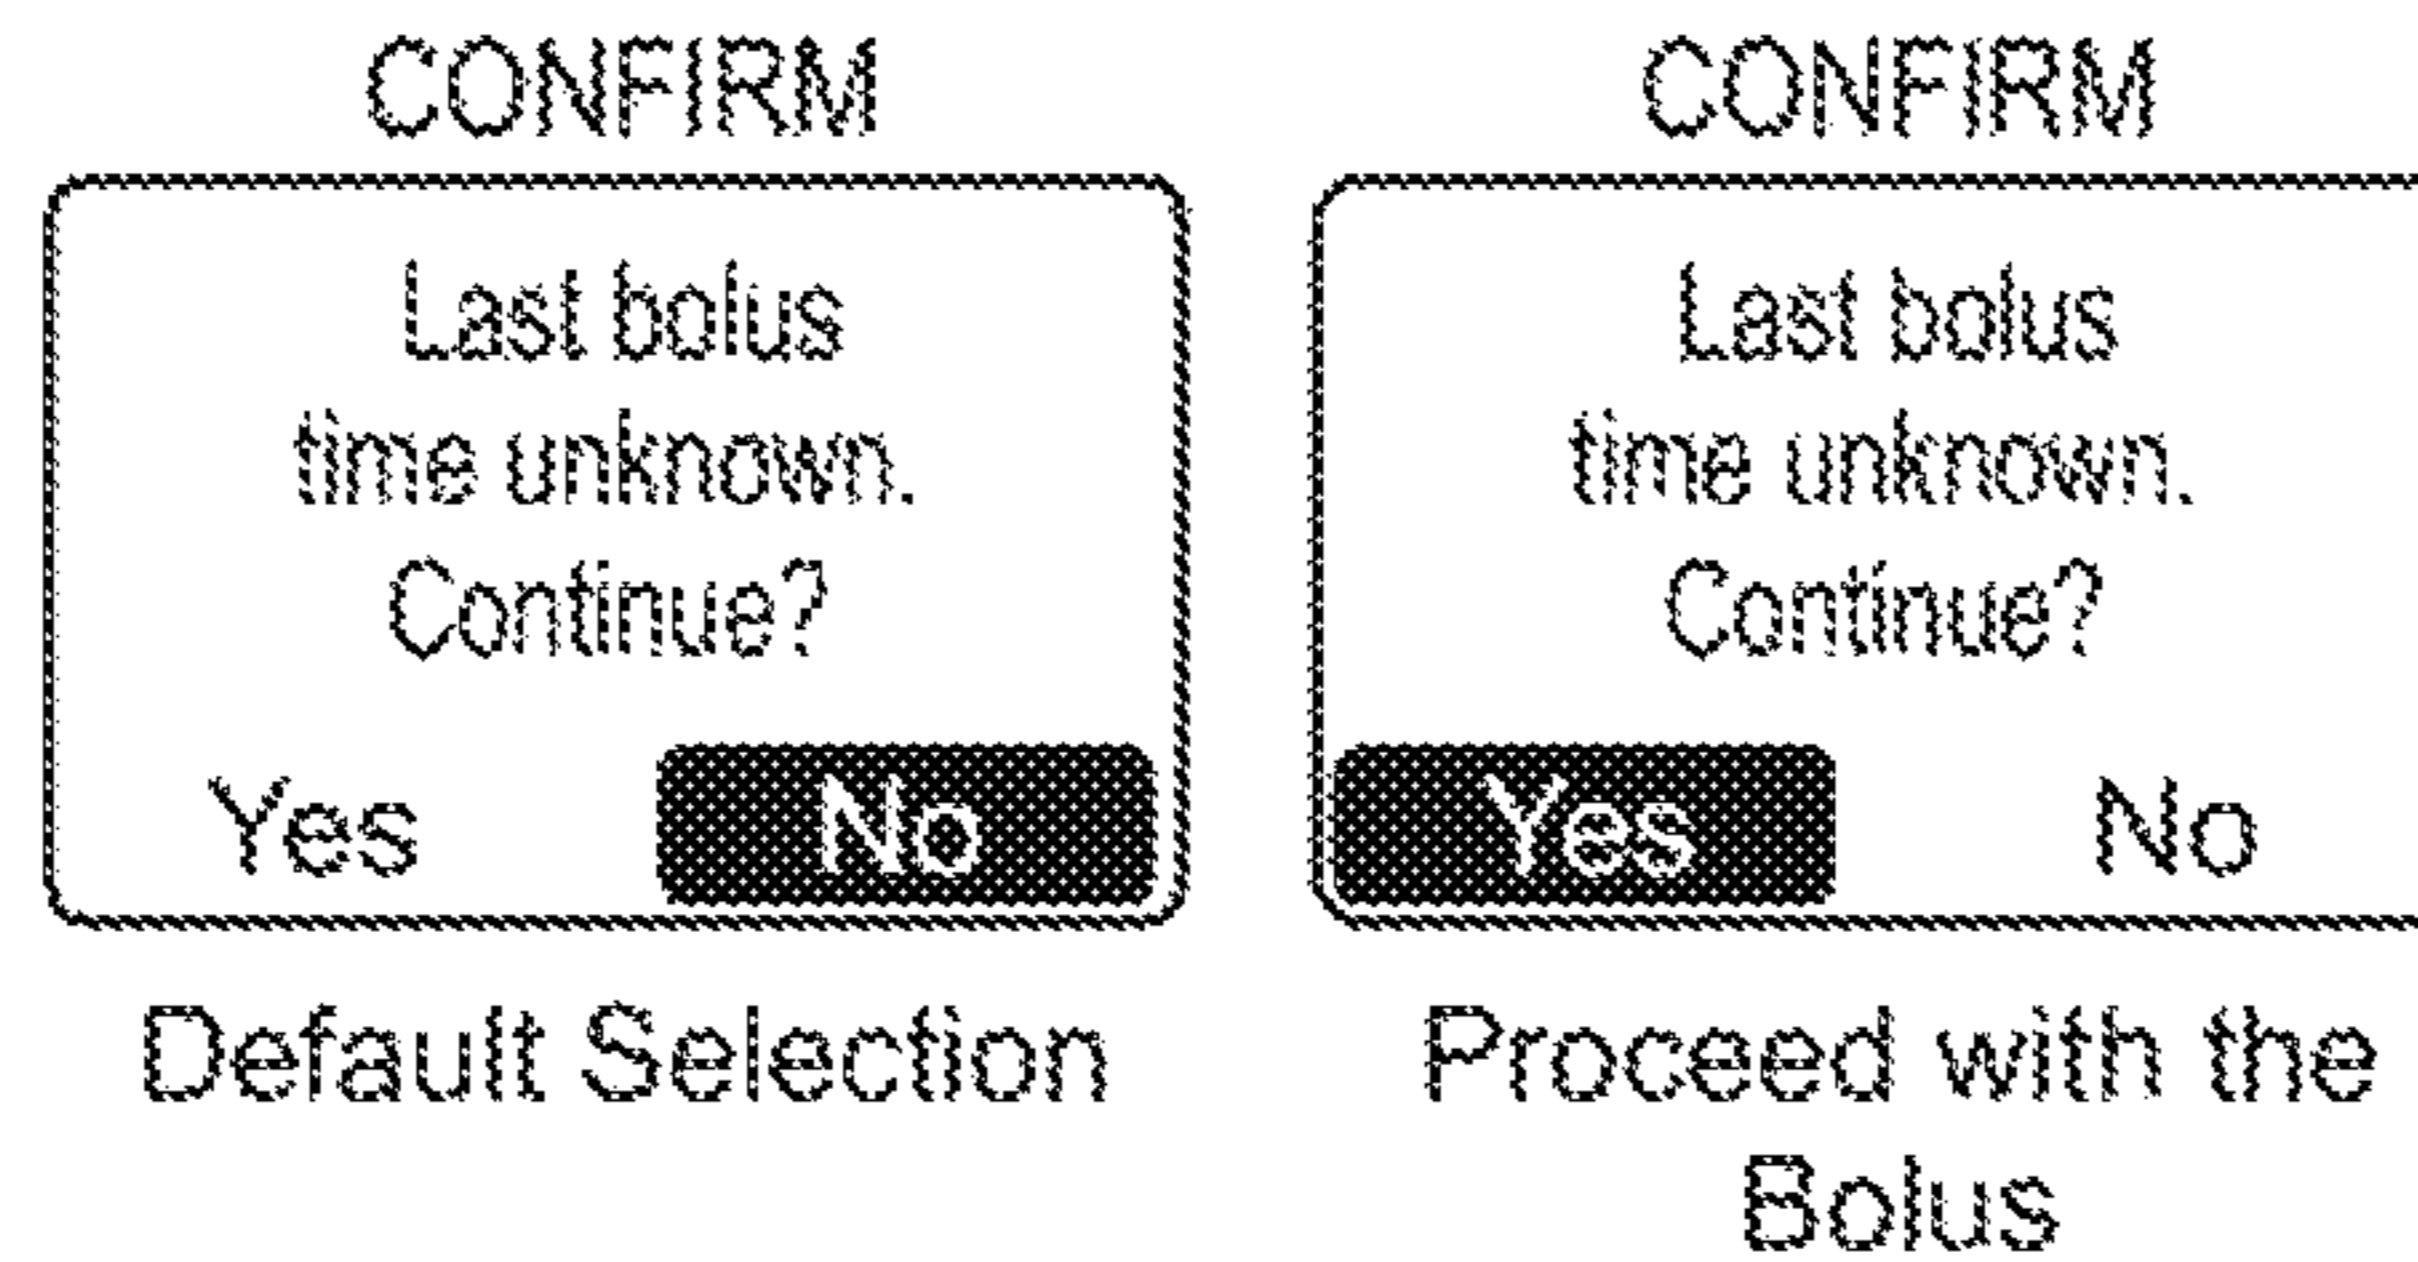 CONFIRM
Last bolus
time unknown.
Continue?
Yes No
Default Selection
CONFIRM
Last bolus
time unknown.
Continue?
Yes No
Proceed with the
Bolus